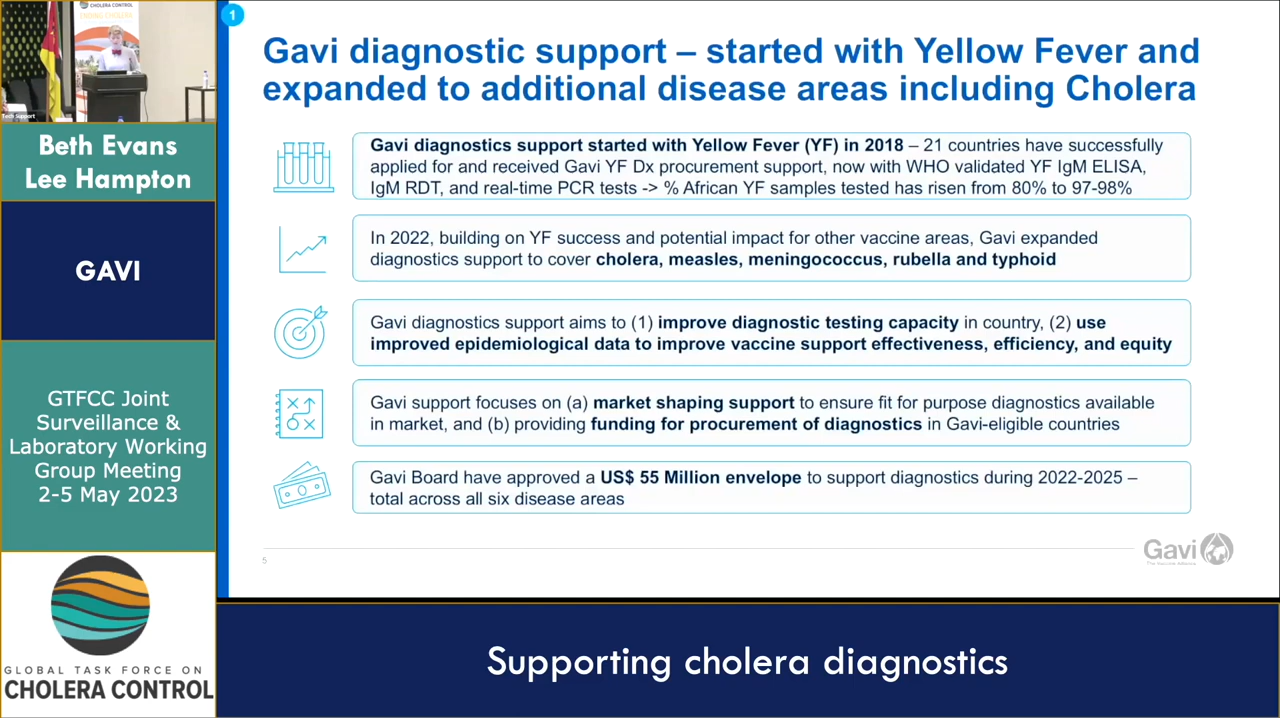 CHOLERA CONTROL
ENDING CHOLERA
Tech Support
Beth Evans
Lee Hampton
GAVI
GTFCC Joint
Surveillance &
Laboratory Working
Group Meeting
2-5 May 2023
GLOBAL TASK FORCE ON
CHOLERA CONTROL
1
Gavi diagnostic support – started with Yellow Fever and
expanded to additional disease areas including Cholera
Gavi diagnostics support started with Yellow Fever (YF) in 2018 – 21 countries have successfully
applied for and received Gavi YF Dx procurement support, now with WHO validated YF IgM ELISA,
IgM RDT, and real-time PCR tests -> % African YF samples tested has risen from 80% to 97-98%
In 2022, building on YF success and potential impact for other vaccine areas, Gavi expanded
diagnostics support to cover cholera, measles, meningococcus, rubella and typhoid
Gavi diagnostics support aims to (1) improve diagnostic testing capacity in country, (2) use
improved epidemiological data to improve vaccine support effectiveness, efficiency, and equity
Gavi support focuses on (a) market shaping support to ensure fit for purpose diagnostics available
in market, and (b) providing funding for procurement of diagnostics in Gavi-eligible countries
Gavi Board have approved a US$ 55 Million envelope to support diagnostics during 2022-2025 –
total across all six disease areas
5
Gavi
The Vaccine Alliance
Supporting cholera diagnostics